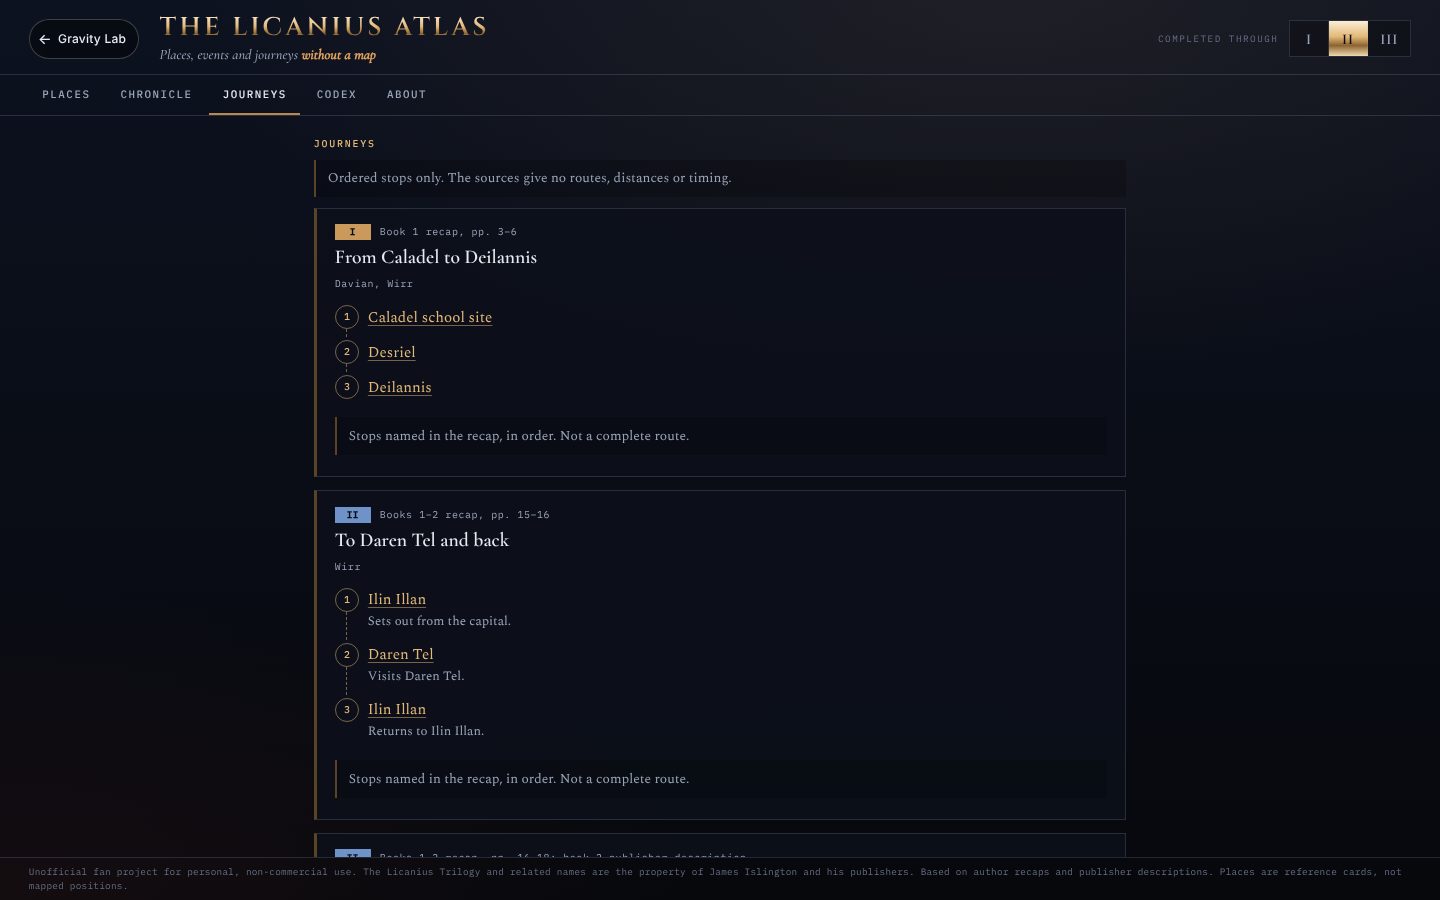 ← Gravity Lab
THE LICANIUS ATLAS
Places, events and journeys without a map
COMPLETED THROUGH
I II III
PLACES CHRONICLE JOURNEYS CODEX ABOUT
JOURNEYS
Ordered stops only. The sources give no routes, distances or timing.
I Book 1 recap, pp. 3–6
From Caladel to Deilannis
Davian, Wirr
1 Caladel school site
2 Desriel
3 Deilannis
Stops named in the recap, in order. Not a complete route.
II Books 1–2 recap, pp. 15–16
To Daren Tel and back
Wirr
1 Ilin Illan
Sets out from the capital.
2 Daren Tel
Visits Daren Tel.
3 Ilin Illan
Returns to Ilin Illan.
Stops named in the recap, in order. Not a complete route.
Unofficial fan project for personal, non-commercial use. The Licanius Trilogy and related names are the property of James Islington and his publishers. Based on author recaps and publisher descriptions. Places are reference cards, not
mapped positions.